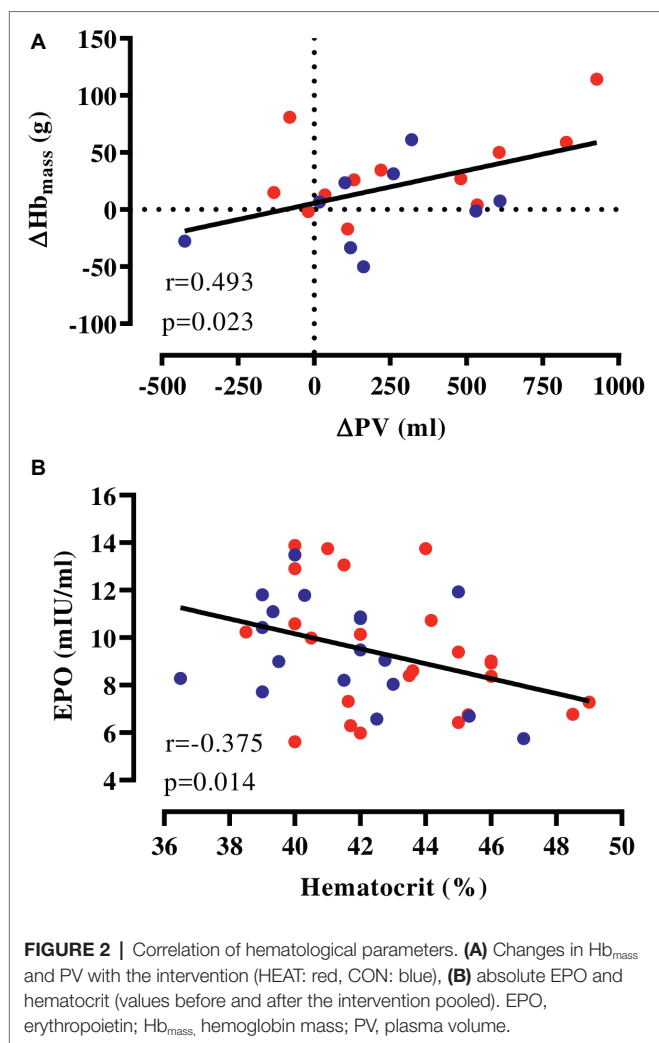 A
150
100
50
0
-50
-100
ΔHbmass (g)
r=0.493
p=0.023
-500 -250 0 250 500 750 1000
ΔPV (ml)
B
16
14
12
10
8
6
4
EPO (mIU/ml)
r=-0.375
p=0.014
36 38 40 42 44 46 48 50
Hematocrit (%)
FIGURE 2 | Correlation of hematological parameters. (A) Changes in Hbmass
and PV with the intervention (HEAT: red, CON: blue), (B) absolute EPO and
hematocrit (values before and after the intervention pooled). EPO,
erythropoietin; Hbmass, hemoglobin mass; PV, plasma volume.